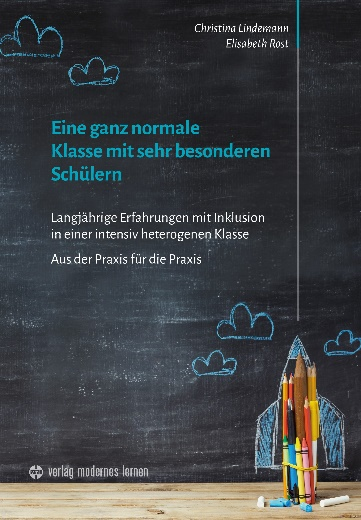 Christina Lindemann
Elisabeth Rost
Eine ganz normale
Klasse mit sehr besonderen
Schülern
Langjährige Erfahrungen mit Inklusion
in einer intensiv heterogenen Klasse
Aus der Praxis für die Praxis
verlag modernes lernen